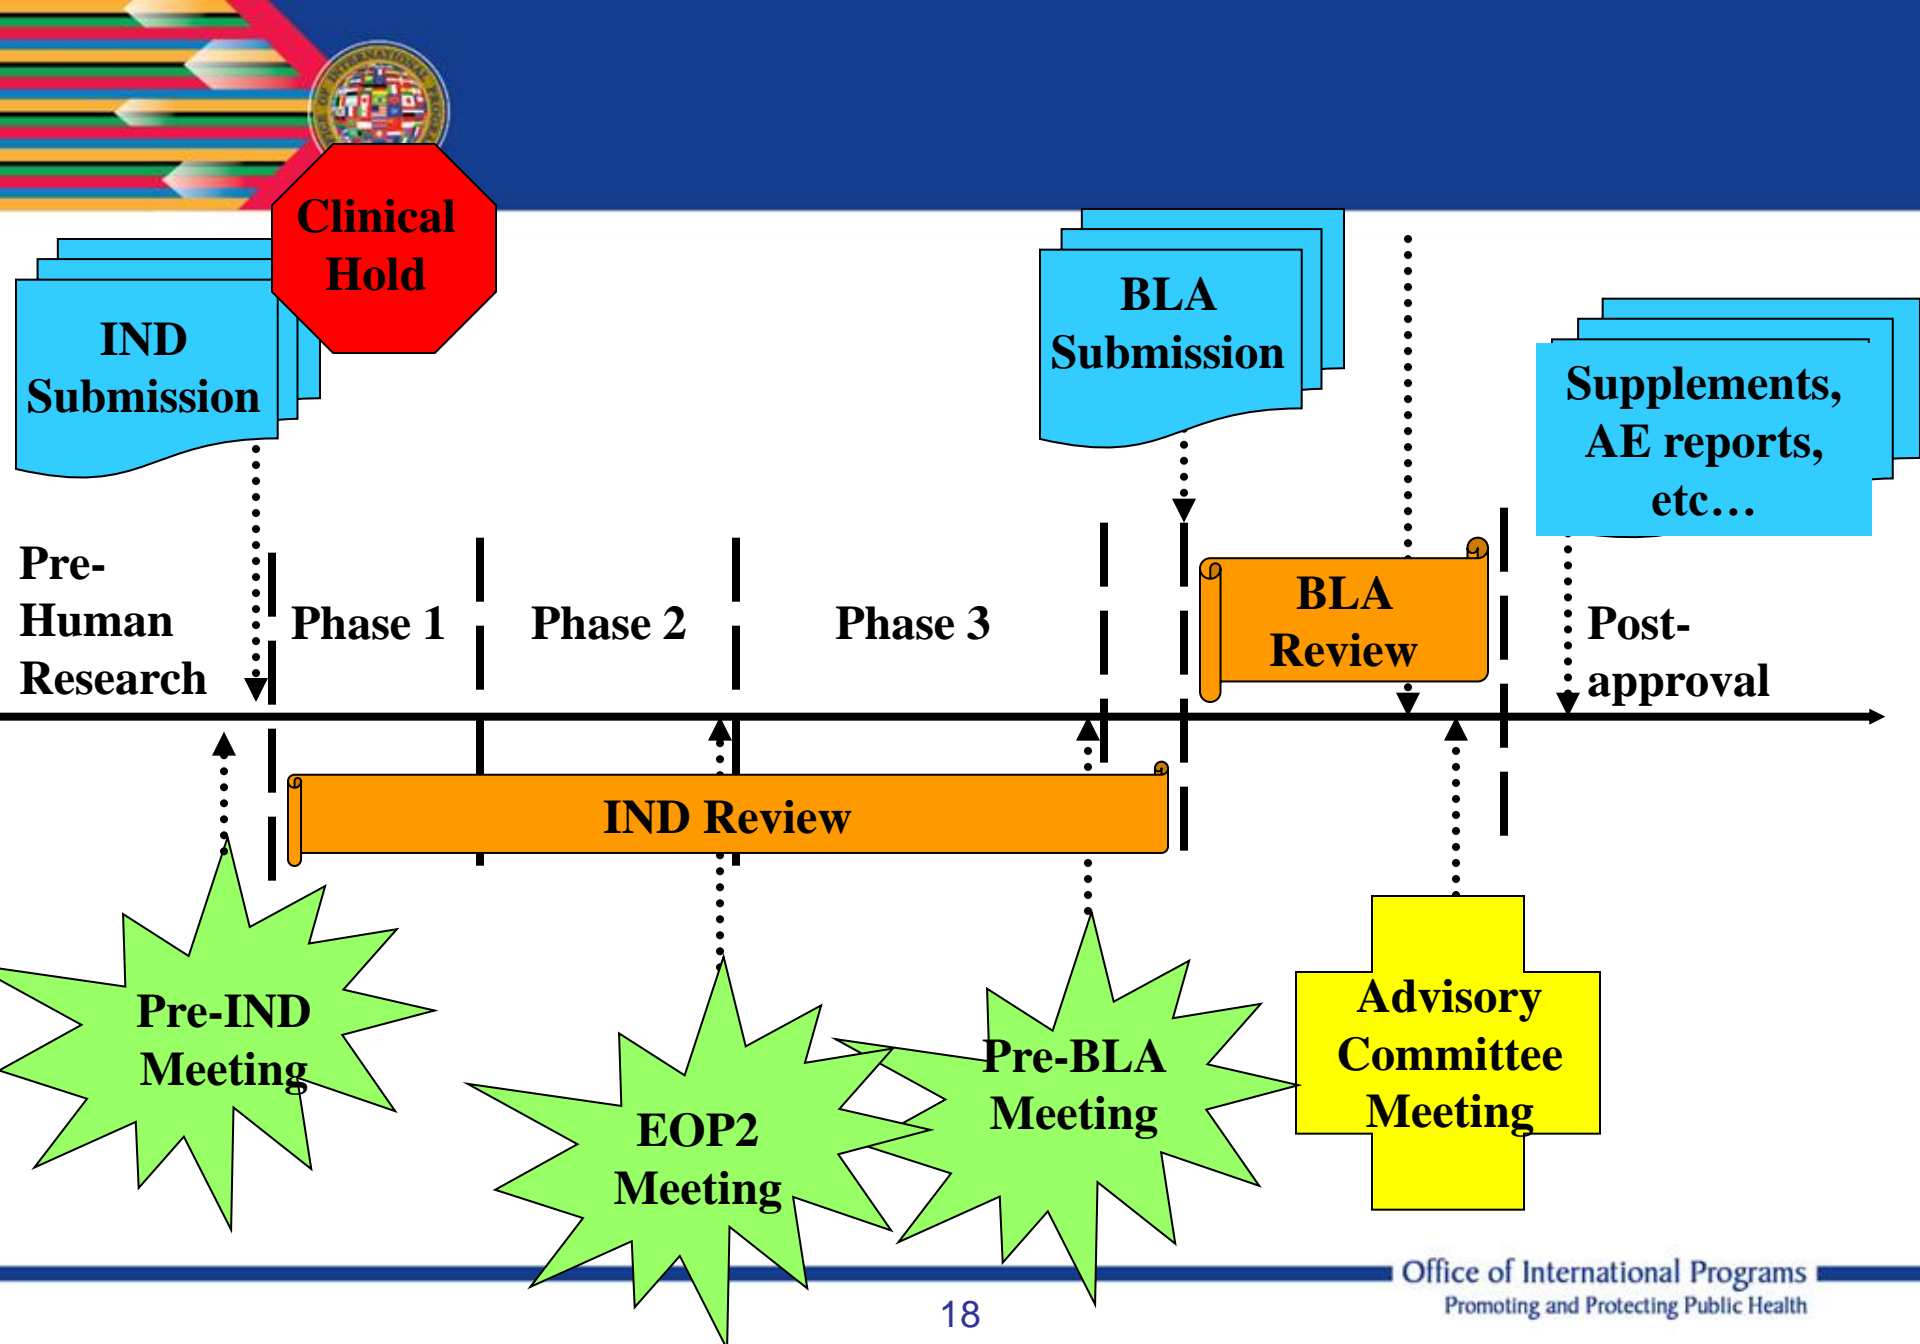 INTERNATIONAL
Clinical
Hold
IND
Submission
BLA
Submission
Supplements,
AE reports,
etc…
Pre-
Human
Research
Phase 1
Phase 2
Phase 3
BLA
Review
Post-
approval
IND Review
Pre-IND
Meeting
EOP2
Meeting
Pre-BLA
Meeting
Advisory
Committee
Meeting
Office of International Programs
Promoting and Protecting Public Health
18